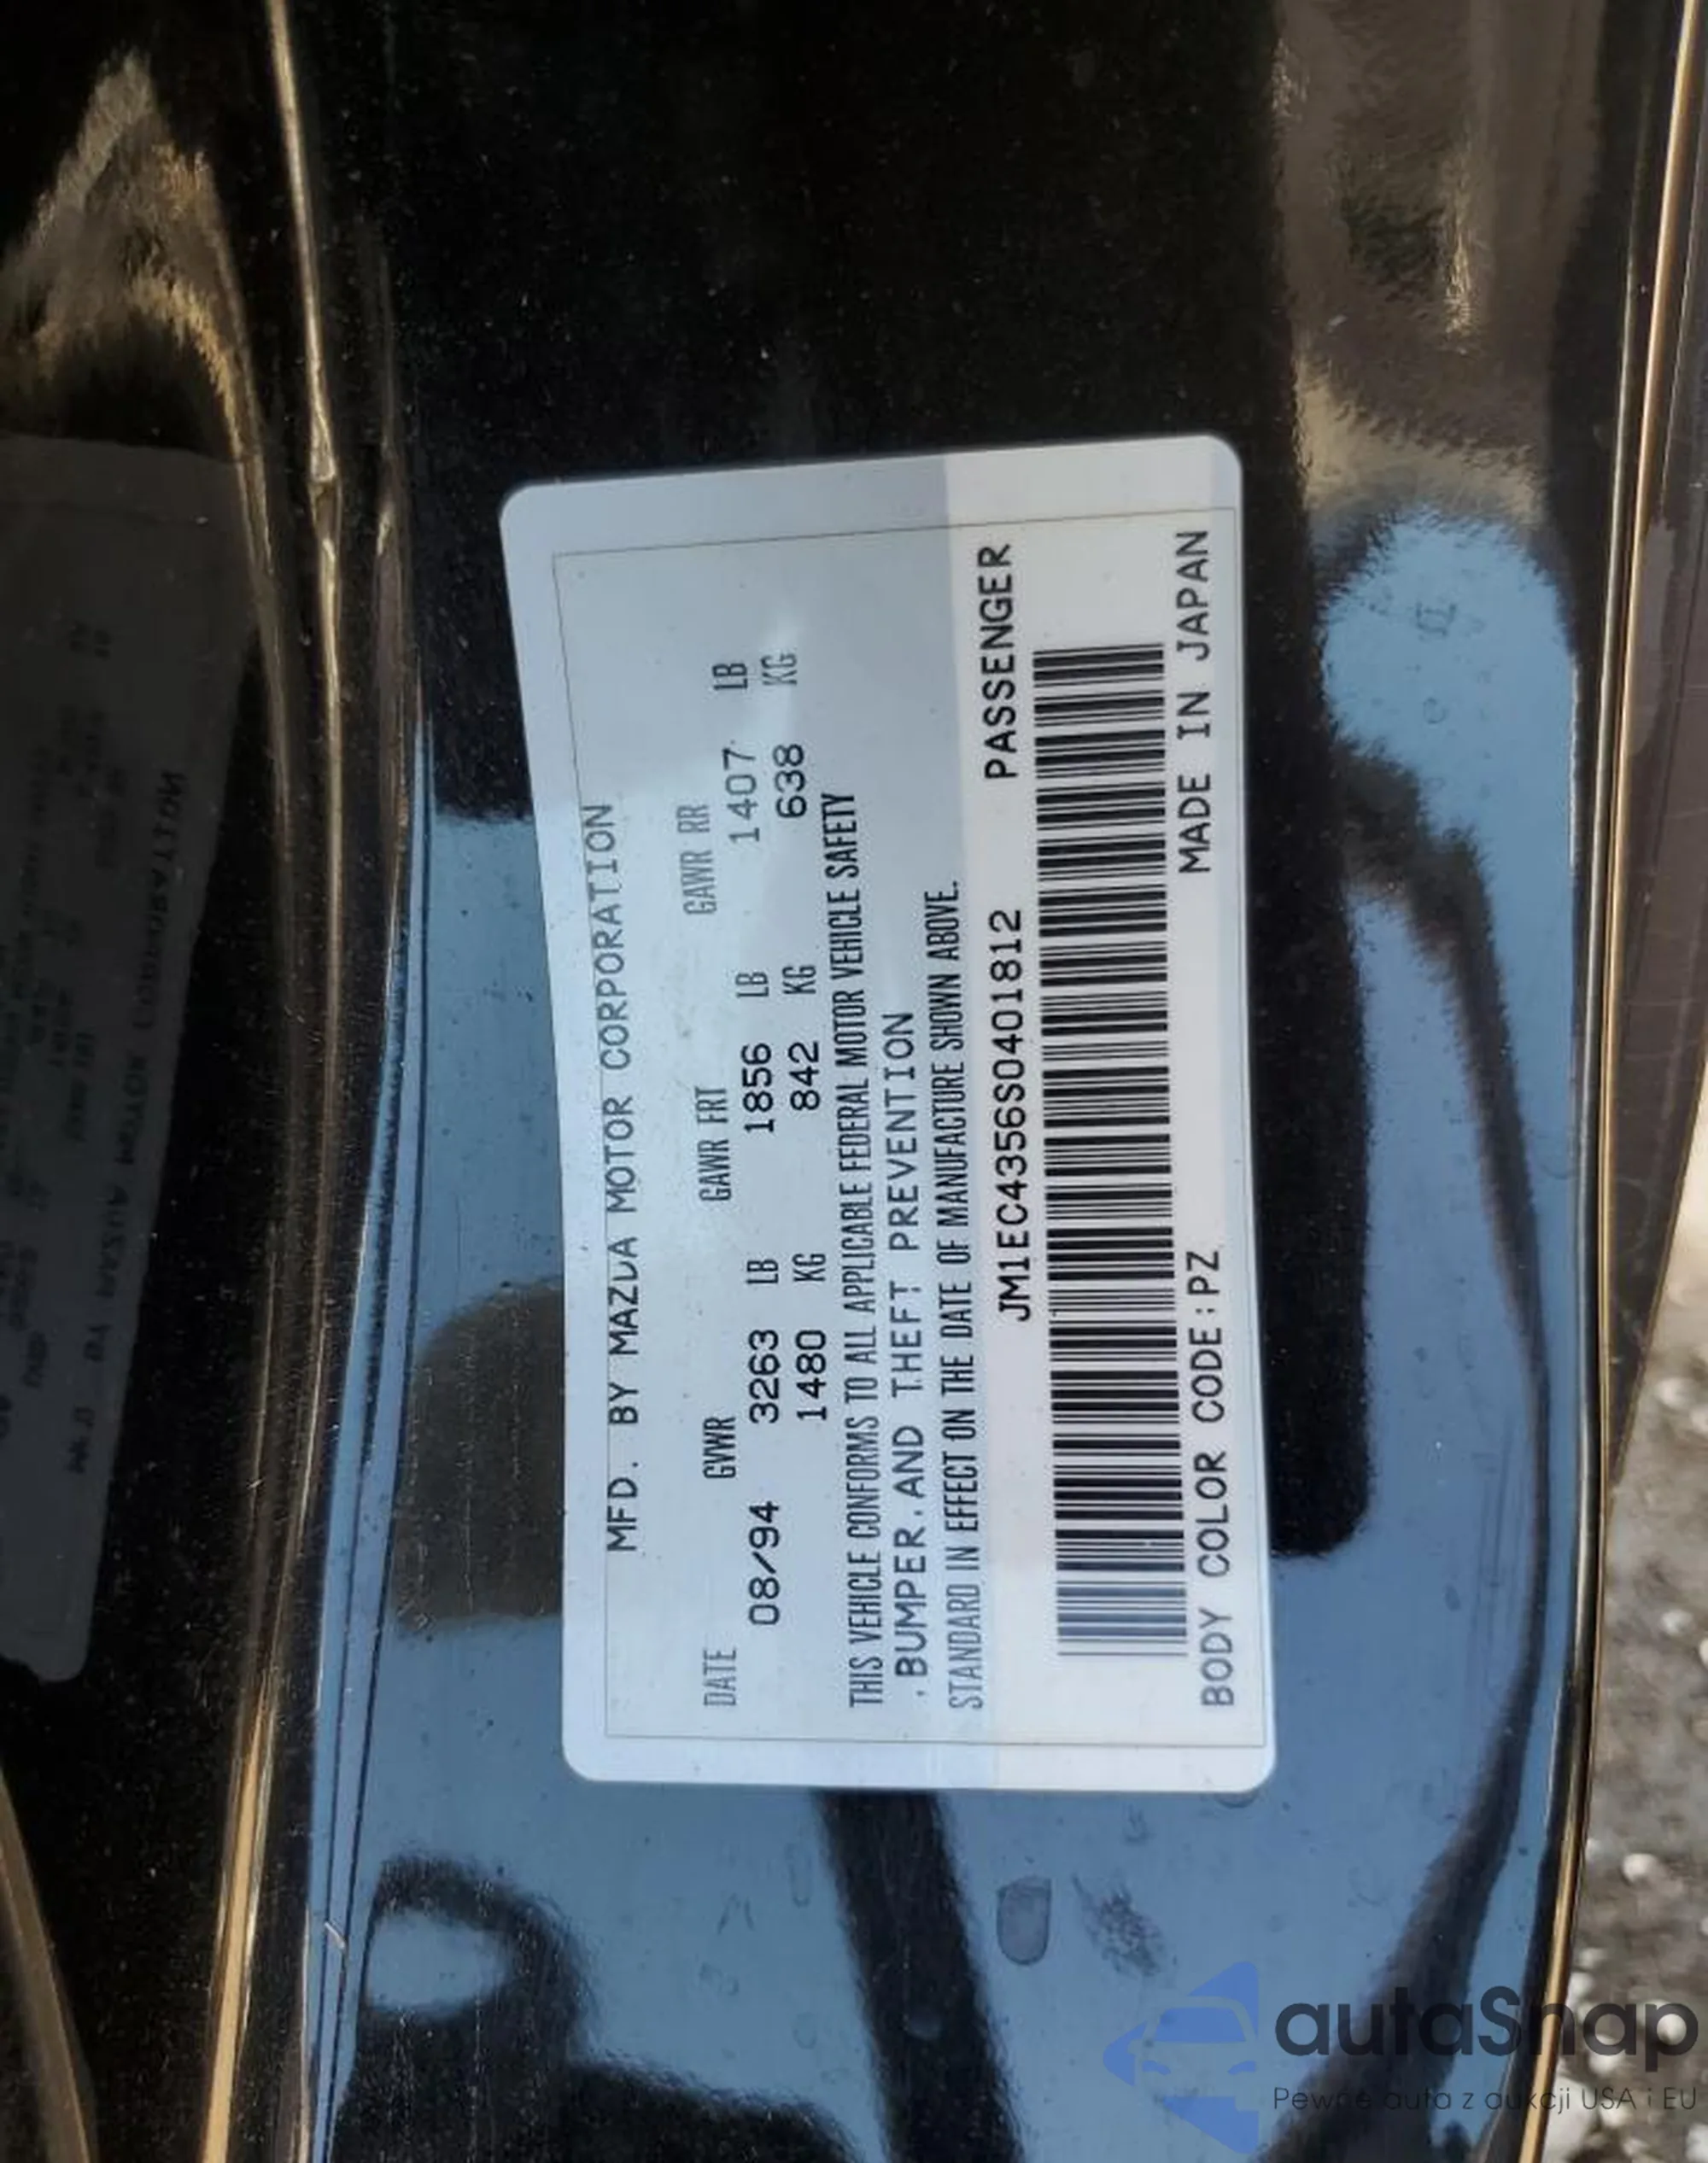 MFD. BY MAZDA MOTOR CORPORATION
DATE GVWR GAWR FRT GAWR RR
08/94 3263 LB 1856 LB 1407 LB
1480 KG 842 KG 638 KG
THIS VEHICLE CONFORMS TO ALL APPLICABLE FEDERAL MOTOR VEHICLE SAFETY
, BUMPER, AND THEFT PREVENTION
STANDARD IN EFFECT ON THE DATE OF MANUFACTURE SHOWN ABOVE.
JM1EC4356S0401812 PASSENGER
BODY COLOR CODE:PZ MADE IN JAPAN
autaSnap
Pewne auta z aukcji USA i EU